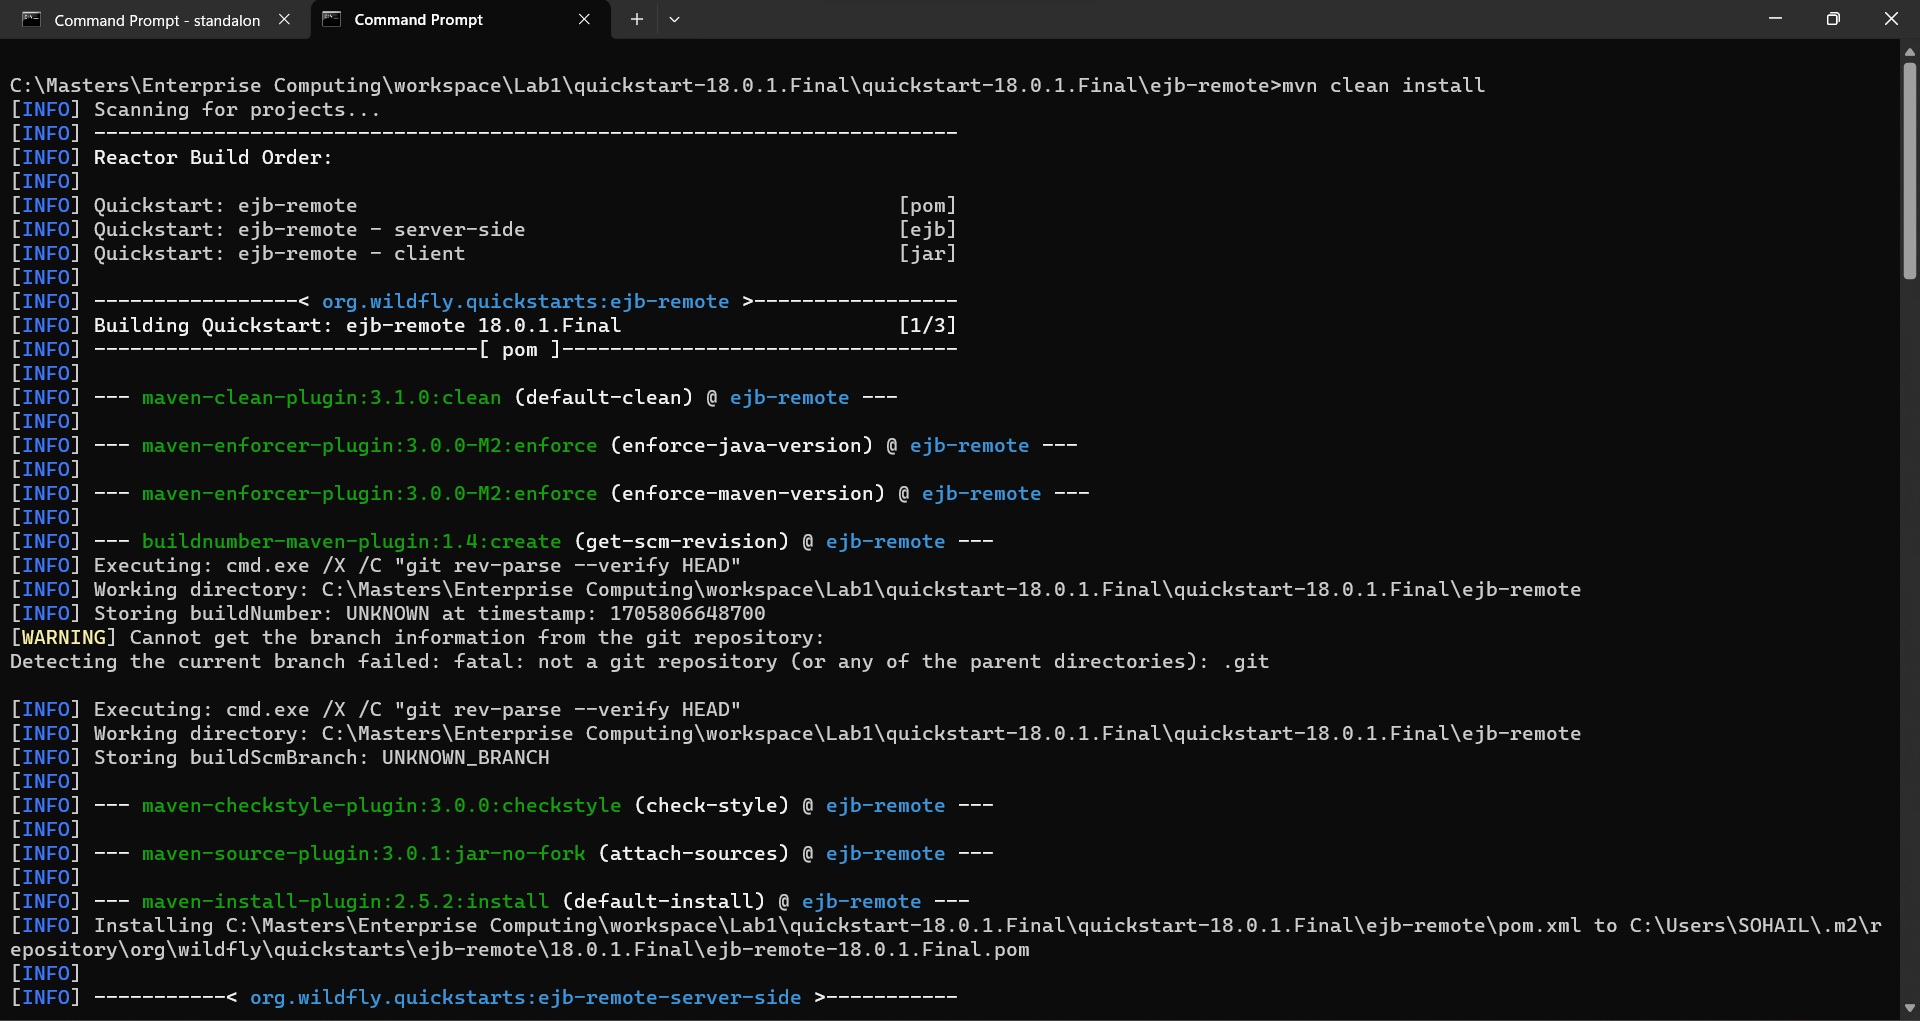 Command Prompt - standalon
Command Prompt
C:\Masters\Enterprise Computing\workspace\Lab1\quickstart-18.0.1.Final\quickstart-18.0.1.Final\ejb-remote>mvn clean install
[INFO] Scanning for projects...
[INFO] ------------------------------------------------------------------------
[INFO] Reactor Build Order:
[INFO]
[INFO] Quickstart: ejb-remote                                             [pom]
[INFO] Quickstart: ejb-remote - server-side                               [ejb]
[INFO] Quickstart: ejb-remote - client                                    [jar]
[INFO]
[INFO] -----------------< org.wildfly.quickstarts:ejb-remote >-----------------
[INFO] Building Quickstart: ejb-remote 18.0.1.Final                       [1/3]
[INFO] --------------------------------[ pom ]---------------------------------
[INFO]
[INFO] --- maven-clean-plugin:3.1.0:clean (default-clean) @ ejb-remote ---
[INFO]
[INFO] --- maven-enforcer-plugin:3.0.0-M2:enforce (enforce-java-version) @ ejb-remote ---
[INFO]
[INFO] --- maven-enforcer-plugin:3.0.0-M2:enforce (enforce-maven-version) @ ejb-remote ---
[INFO]
[INFO] --- buildnumber-maven-plugin:1.4:create (get-scm-revision) @ ejb-remote ---
[INFO] Executing: cmd.exe /X /C "git rev-parse --verify HEAD"
[INFO] Working directory: C:\Masters\Enterprise Computing\workspace\Lab1\quickstart-18.0.1.Final\quickstart-18.0.1.Final\ejb-remote
[INFO] Storing buildNumber: UNKNOWN at timestamp: 1705806648700
[WARNING] Cannot get the branch information from the git repository:
Detecting the current branch failed: fatal: not a git repository (or any of the parent directories): .git
[INFO] Executing: cmd.exe /X /C "git rev-parse --verify HEAD"
[INFO] Working directory: C:\Masters\Enterprise Computing\workspace\Lab1\quickstart-18.0.1.Final\quickstart-18.0.1.Final\ejb-remote
[INFO] Storing buildScmBranch: UNKNOWN_BRANCH
[INFO]
[INFO] --- maven-checkstyle-plugin:3.0.0:checkstyle (check-style) @ ejb-remote ---
[INFO]
[INFO] --- maven-source-plugin:3.0.1:jar-no-fork (attach-sources) @ ejb-remote ---
[INFO]
[INFO] --- maven-install-plugin:2.5.2:install (default-install) @ ejb-remote ---
[INFO] Installing C:\Masters\Enterprise Computing\workspace\Lab1\quickstart-18.0.1.Final\quickstart-18.0.1.Final\ejb-remote\pom.xml to C:\Users\SOHAIL\.m2\r
epository\org\wildfly\quickstarts\ejb-remote\18.0.1.Final\ejb-remote-18.0.1.Final.pom
[INFO]
[INFO] -----------< org.wildfly.quickstarts:ejb-remote-server-side >-----------